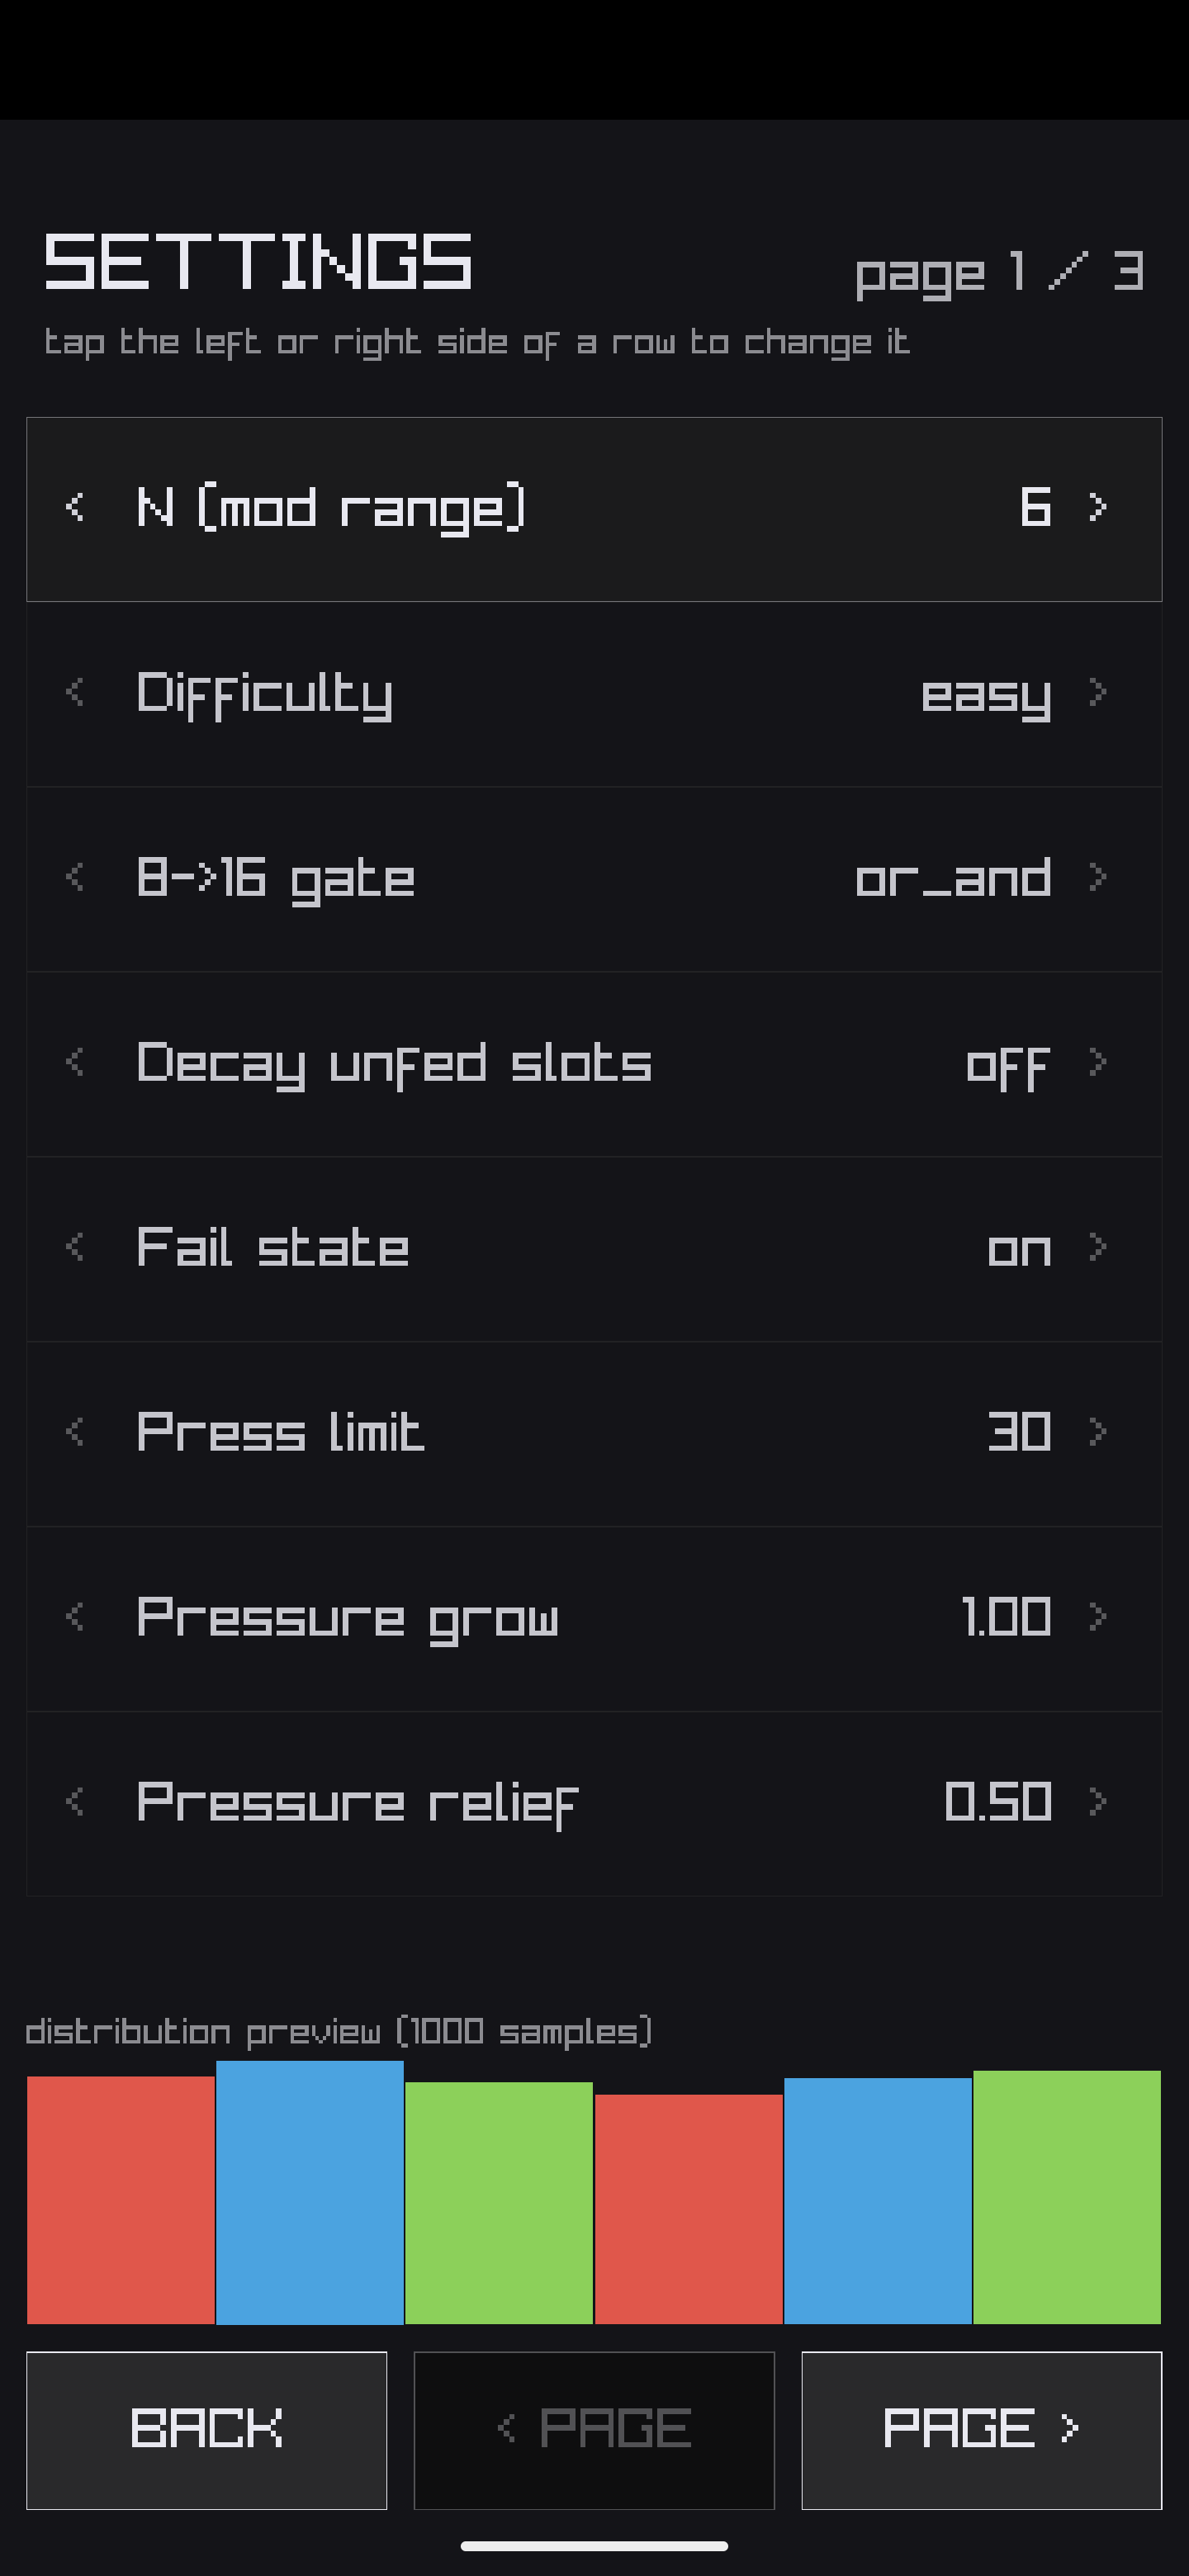 SETTINGS
page 1 / 3
tap the left or right side of a row to change it
< N (mod range) 6 >
< Difficulty easy >
< 8->16 gate or_and >
< Decay unfed slots off >
< Fail state on >
< Press limit 30 >
< Pressure grow 1.00 >
< Pressure relief 0.50 >
distribution preview (1000 samples)
BACK
< PAGE
PAGE >